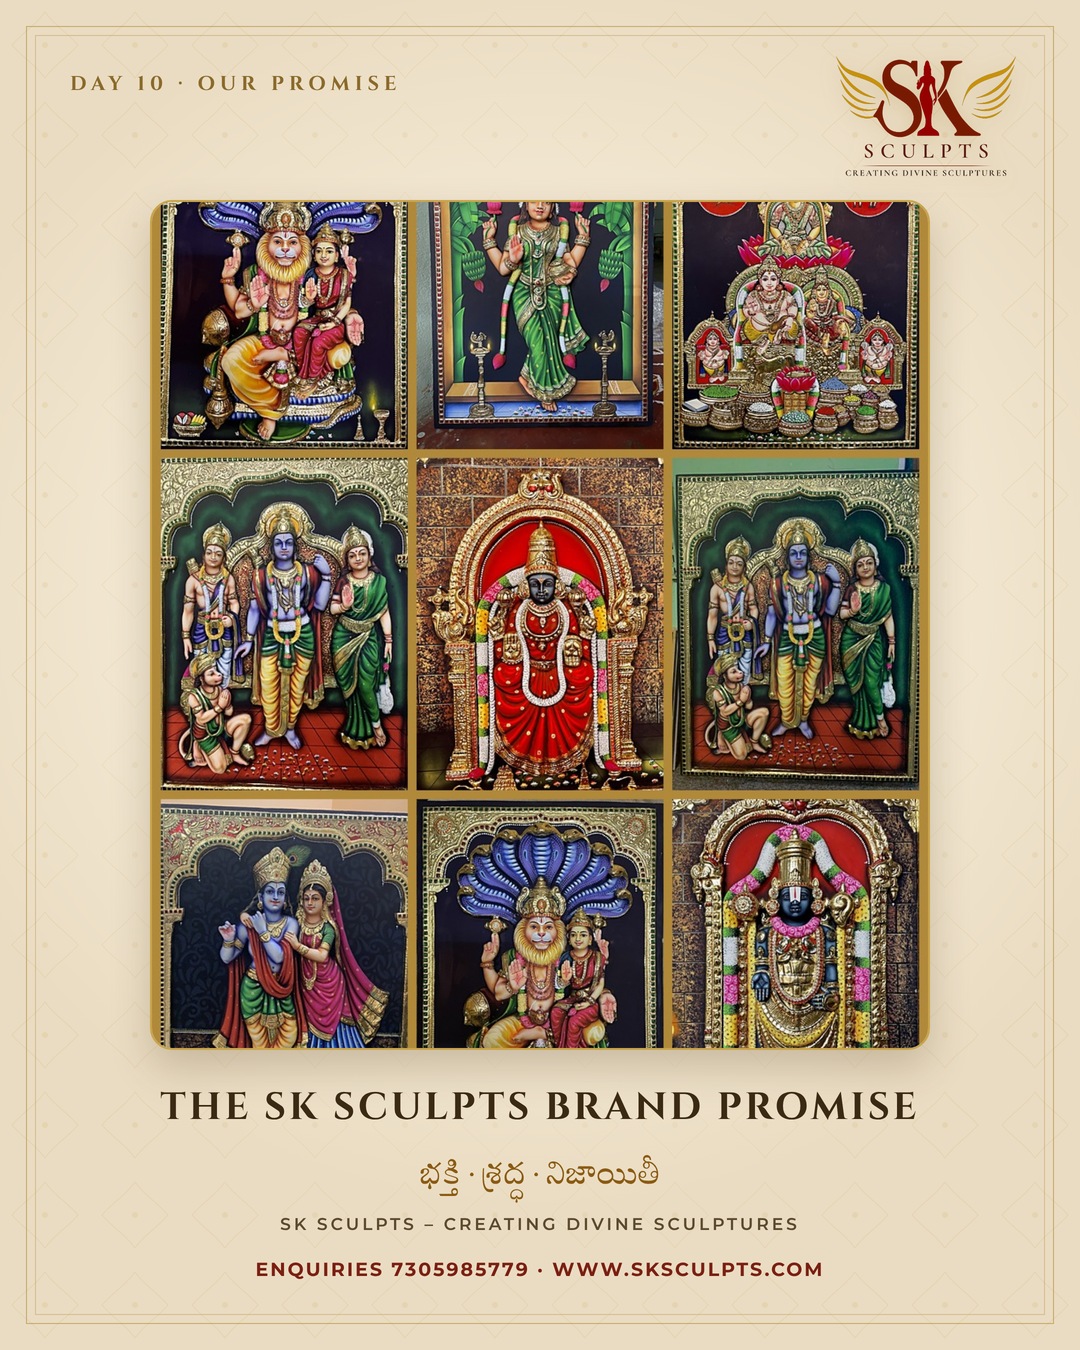 DAY 10 · OUR PROMISE
SK
SCULPTS
CREATING DIVINE SCULPTURES
THE SK SCULPTS BRAND PROMISE
భక్తి · శ్రద్ధ · నిజాయితీ
SK SCULPTS – CREATING DIVINE SCULPTURES
ENQUIRIES 7305985779 · WWW.SKSCULPTS.COM